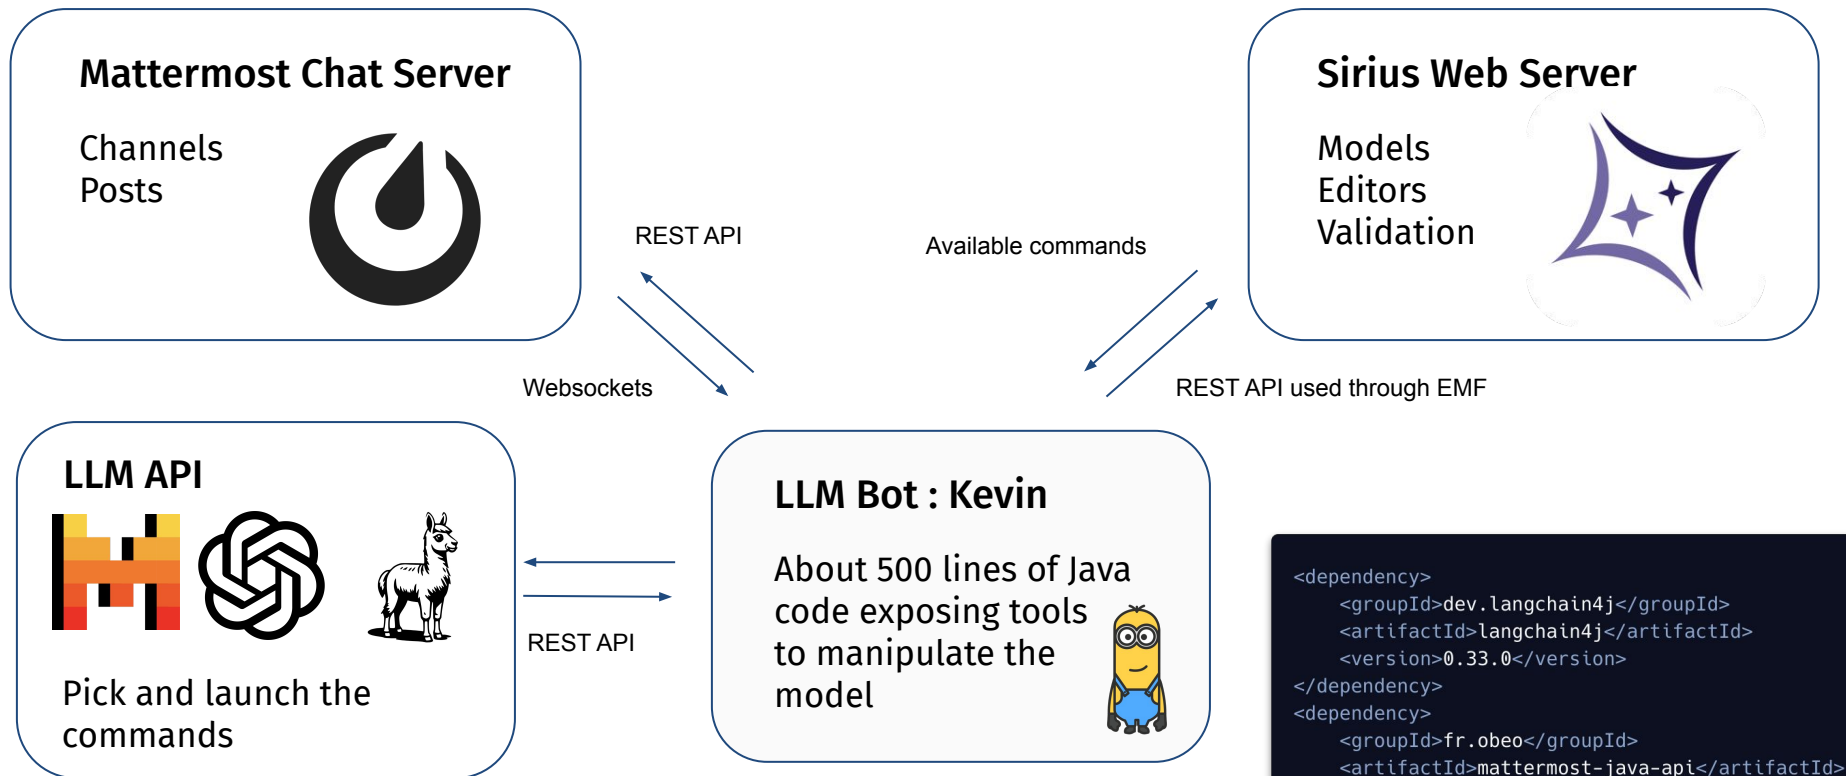 Mattermost Chat Server
Channels
Posts
Sirius Web Server
Models
Editors
Validation
REST API
Available commands
Websockets
REST API used through EMF
LLM API
Pick and launch the
commands
REST API
LLM Bot : Kevin
About 500 lines of Java
code exposing tools
to manipulate the
model
<dependency>
    <groupId>dev.langchain4j</groupId>
    <artifactId>langchain4j</artifactId>
    <version>0.33.0</version>
</dependency>
<dependency>
    <groupId>fr.obeo</groupId>
    <artifactId>mattermost-java-api</artifactId>